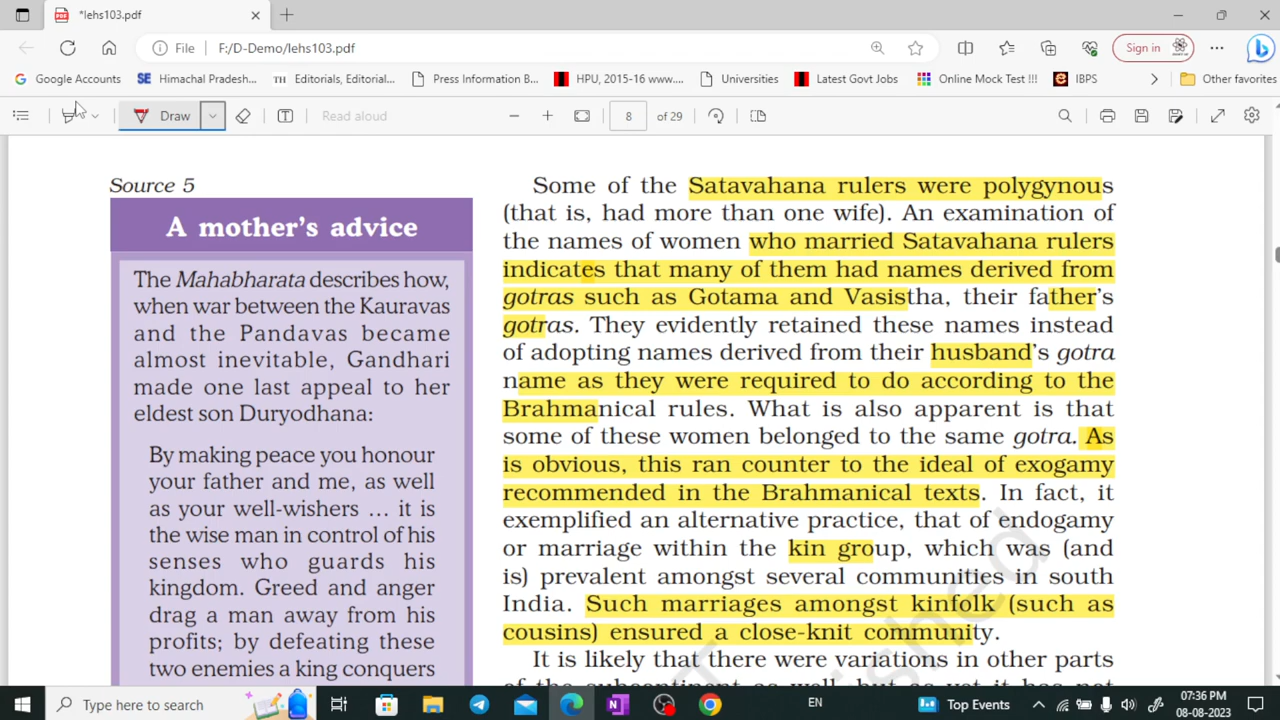 *lehs103.pdf
File
F:/D-Demo/lehs103.pdf
Sign in
Google Accounts
SE Himachal Pradesh...
TH Editorials, Editorial...
Press Information B...
HPU, 2015-16 www....
Universities
Latest Govt Jobs
Online Mock Test !!!
IBPS
Other favorites
Draw
Read aloud
8 of 29
Source 5
A mother's advice
The Mahabharata describes how,
when war between the Kauravas
and the Pandavas became
almost inevitable, Gandhari
made one last appeal to her
eldest son Duryodhana:
By making peace you honour
your father and me, as well
as your well-wishers … it is
the wise man in control of his
senses who guards his
kingdom. Greed and anger
drag a man away from his
profits; by defeating these
two enemies a king conquers
Some of the Satavahana rulers were polygynous
(that is, had more than one wife). An examination of
the names of women who married Satavahana rulers
indicates that many of them had names derived from
gotras such as Gotama and Vasistha, their father's
gotras. They evidently retained these names instead
of adopting names derived from their husband's gotra
name as they were required to do according to the
Brahmanical rules. What is also apparent is that
some of these women belonged to the same gotra. As
is obvious, this ran counter to the ideal of exogamy
recommended in the Brahmanical texts. In fact, it
exemplified an alternative practice, that of endogamy
or marriage within the kin group, which was (and
is) prevalent amongst several communities in south
India. Such marriages amongst kinfolk (such as
cousins) ensured a close-knit community.
It is likely that there were variations in other parts
of the subcontinent as well, but as yet it has not
Type here to search
EN
Top Events
07:36 PM
08-08-2023